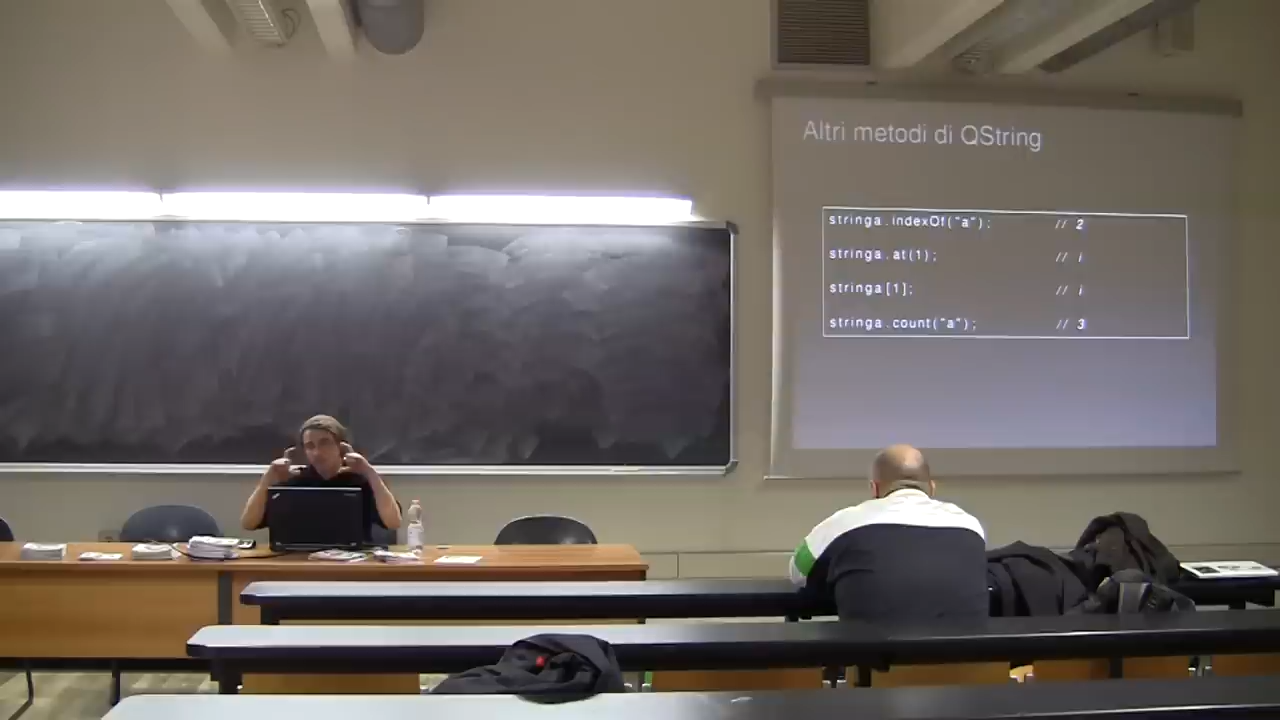 Altri metodi di QString
stringa.indexOf("a"); // 2
stringa.at(1); // i
stringa[1]; // i
stringa.count("a"); // 3